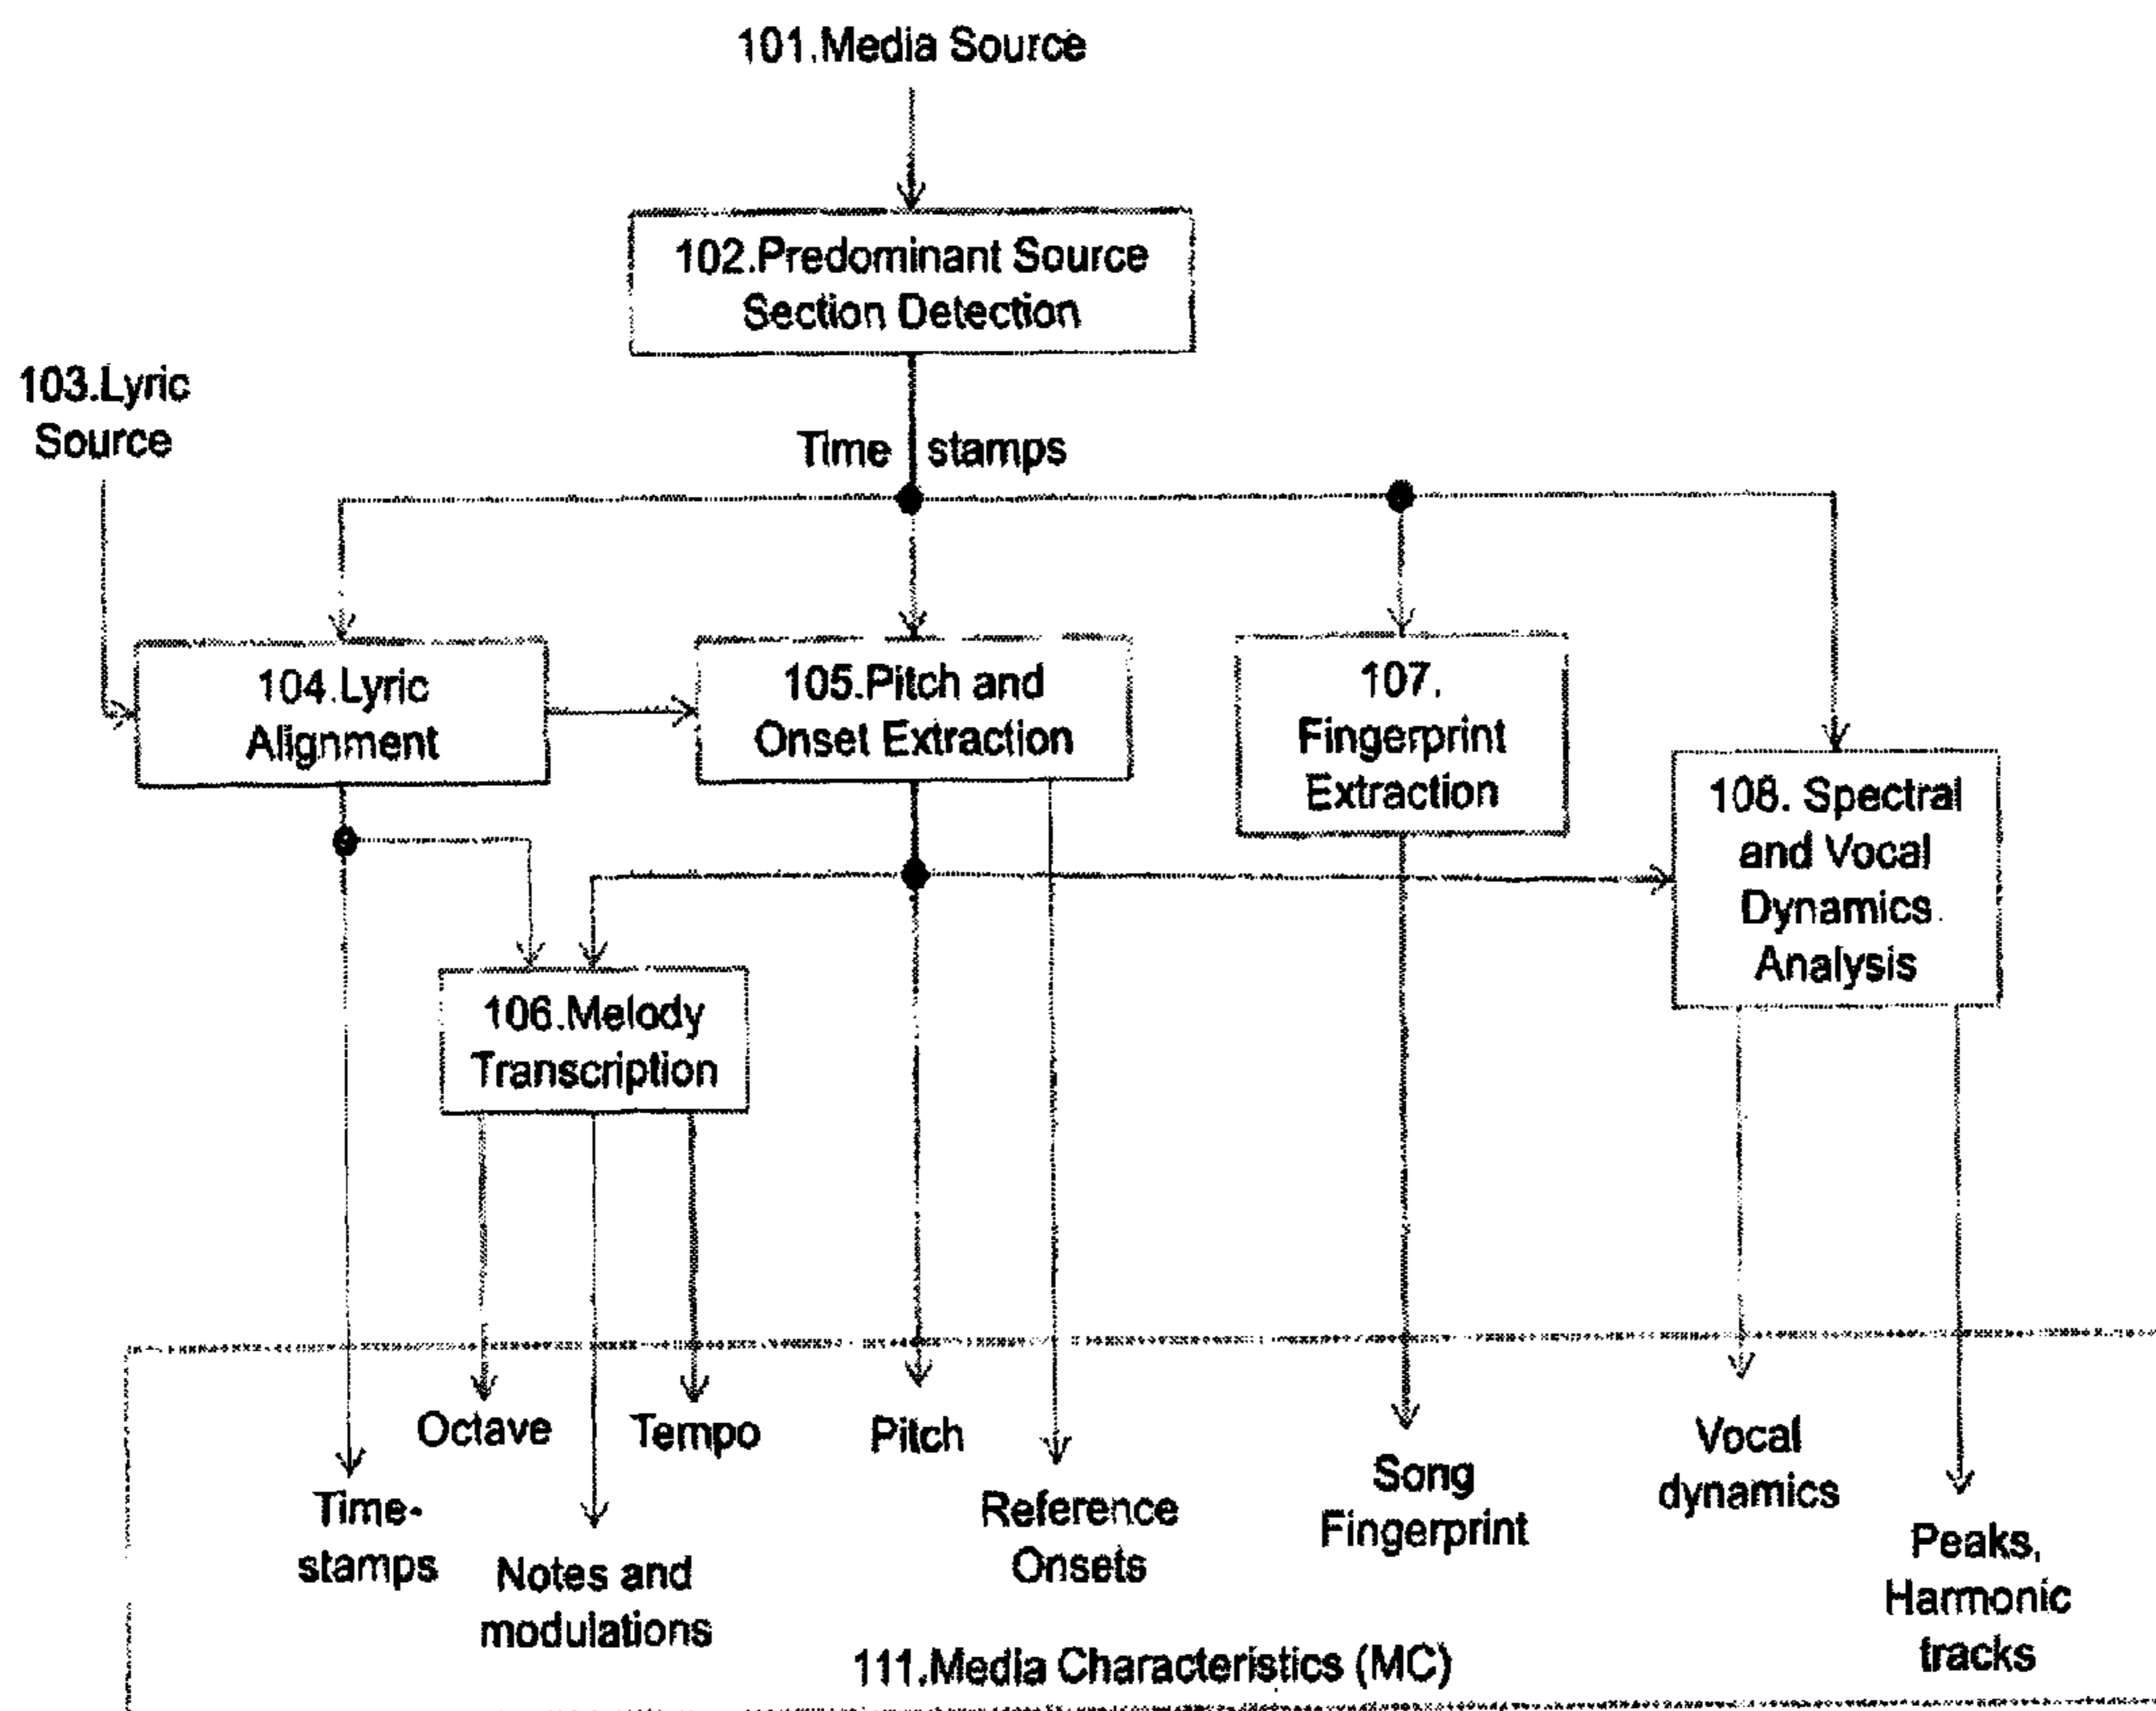 101.Media Source
102.Predominant Source
Section Detection
103.Lyric
Source
Time stamps
104.Lyric
Alignment
105.Pitch and
Onset Extraction
107.
Fingerprint
Extraction
108. Spectral
and Vocal
Dynamics
Analysis
106.Melody
Transcription
Octave
Tempo
Pitch
Time-
stamps
Notes and
modulations
Reference
Onsets
Song
Fingerprint
Vocal
dynamics
Peaks,
Harmonic
tracks
111.Media Characteristics (MC)